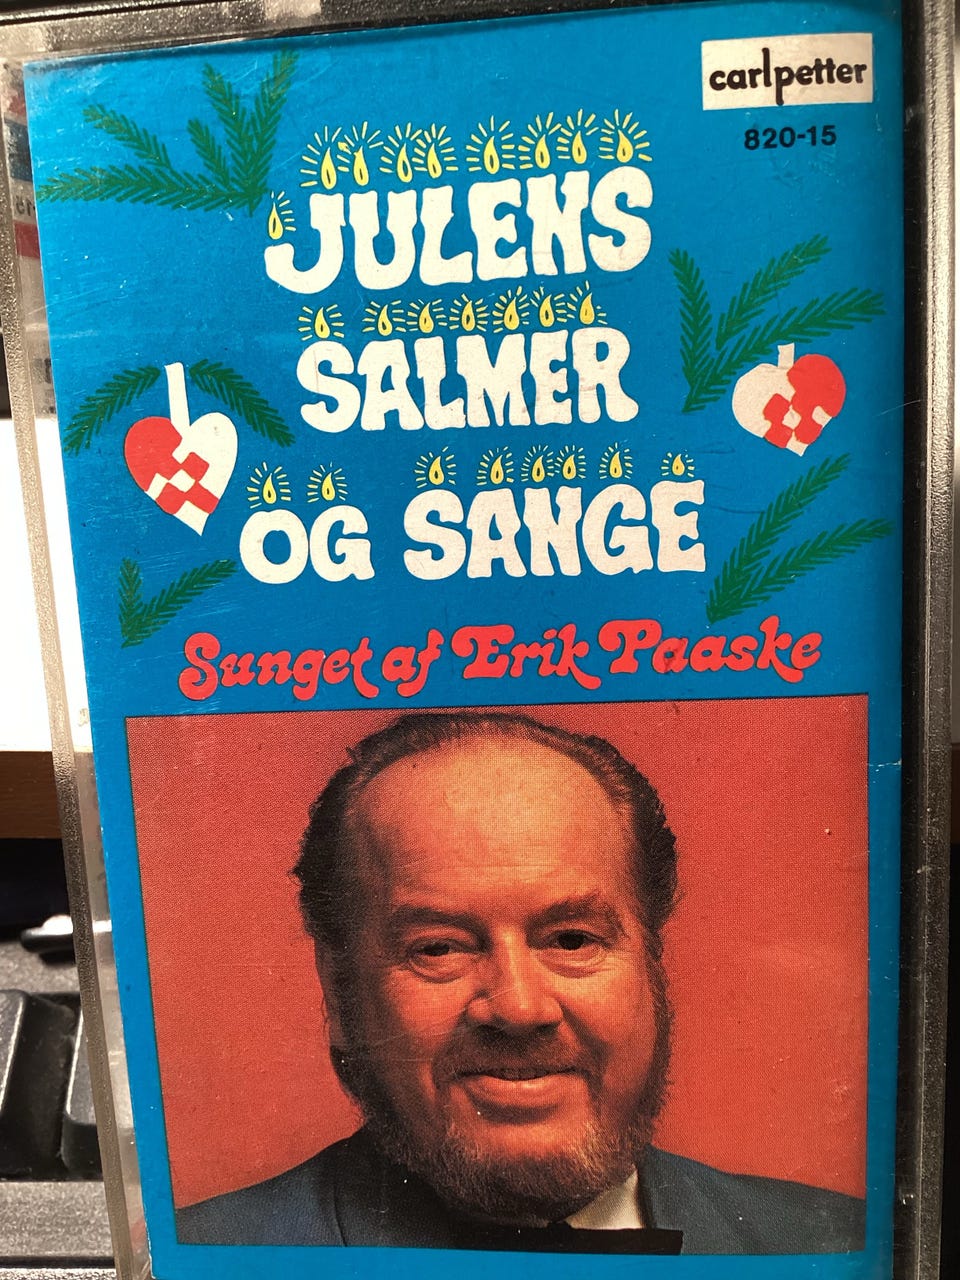 carlpetter
820-15
JULENS
SALMER
OG SANGE
Sunget af Erik Paaske